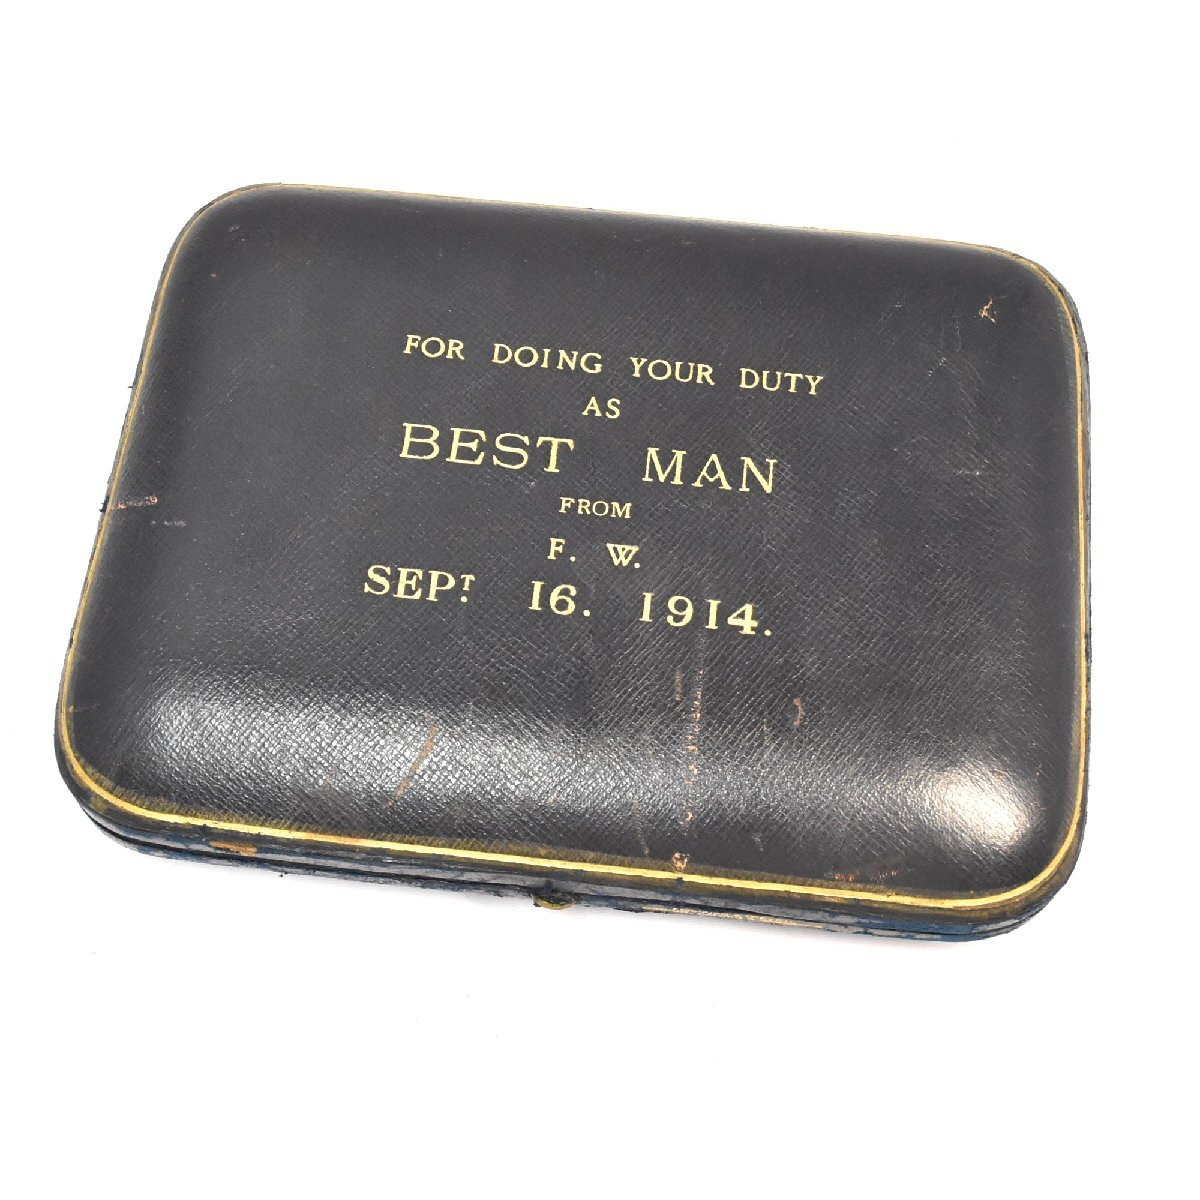 FOR DOING YOUR DUTY
AS
BEST MAN
FROM
F. W.
SEPT. 16. 1914.